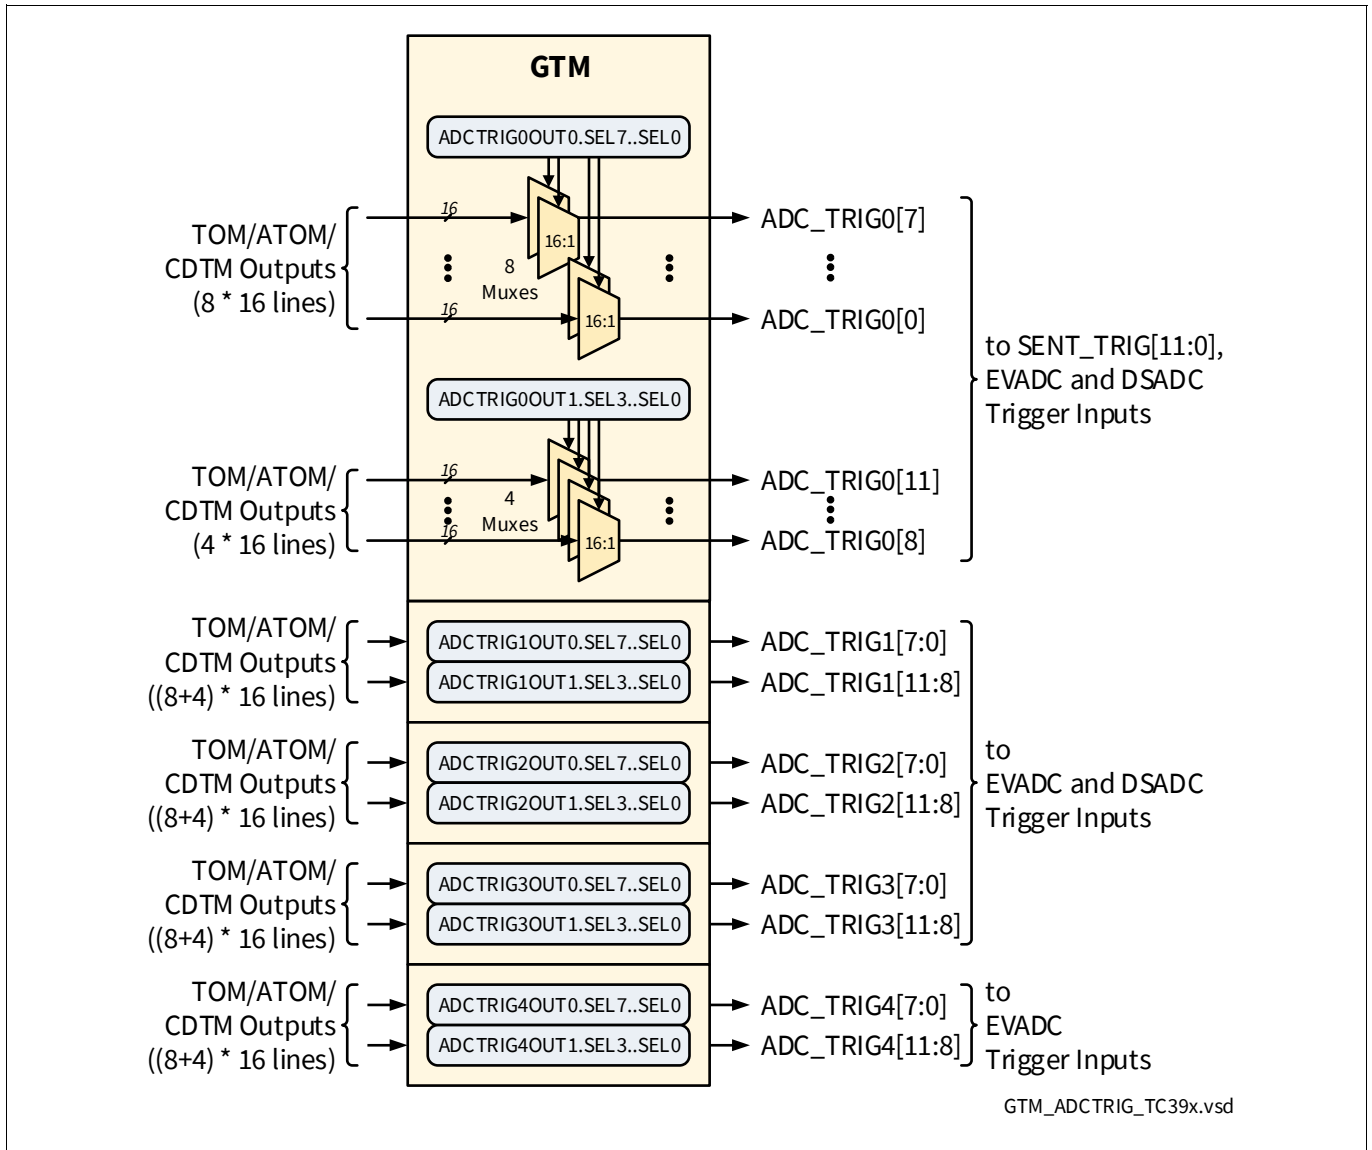 GTM
ADCTRIG0OUT0.SEL7..SEL0
TOM/ATOM/
CDTM Outputs
(8 * 16 lines)
16
16:1
8
Muxes
16
16:1
ADC_TRIG0[7]
ADC_TRIG0[0]
to SENT_TRIG[11:0],
EVADC and DSADC
Trigger Inputs
ADCTRIG0OUT1.SEL3..SEL0
TOM/ATOM/
CDTM Outputs
(4 * 16 lines)
16
4
Muxes
16
16:1
ADC_TRIG0[11]
ADC_TRIG0[8]
TOM/ATOM/
CDTM Outputs
((8+4) * 16 lines)
ADCTRIG1OUT0.SEL7..SEL0
ADCTRIG1OUT1.SEL3..SEL0
ADC_TRIG1[7:0]
ADC_TRIG1[11:8]
TOM/ATOM/
CDTM Outputs
((8+4) * 16 lines)
ADCTRIG2OUT0.SEL7..SEL0
ADCTRIG2OUT1.SEL3..SEL0
ADC_TRIG2[7:0]
ADC_TRIG2[11:8]
to
EVADC and DSADC
Trigger Inputs
TOM/ATOM/
CDTM Outputs
((8+4) * 16 lines)
ADCTRIG3OUT0.SEL7..SEL0
ADCTRIG3OUT1.SEL3..SEL0
ADC_TRIG3[7:0]
ADC_TRIG3[11:8]
TOM/ATOM/
CDTM Outputs
((8+4) * 16 lines)
ADCTRIG4OUT0.SEL7..SEL0
ADCTRIG4OUT1.SEL3..SEL0
ADC_TRIG4[7:0]
ADC_TRIG4[11:8]
to
EVADC
Trigger Inputs
GTM_ADCTRIG_TC39x.vsd